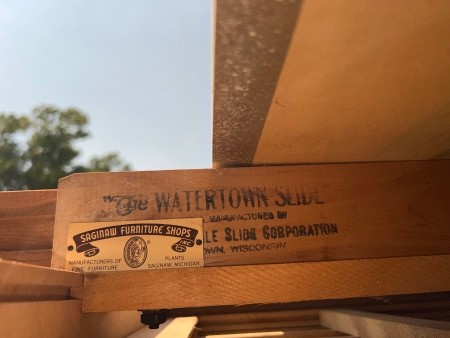 "The WATERTOWN SLIDE"
MANUFACTURED BY
LE SLIDE CORPORATION
OWN, WISCONSIN
SAGINAW FURNITURE SHOPS
INC
MANUFACTURERS OF
FINE FURNITURE
PLANTS
SAGINAW, MICHIGAN